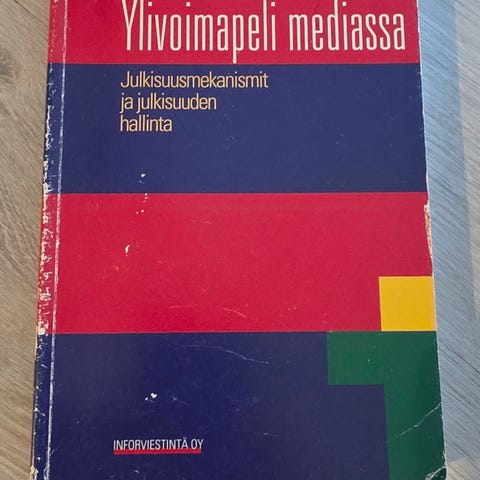 Ylivoimapeli mediassa
Julkisuusmekanismit
ja julkisuuden
hallinta
INFORVIESTINTÄ OY